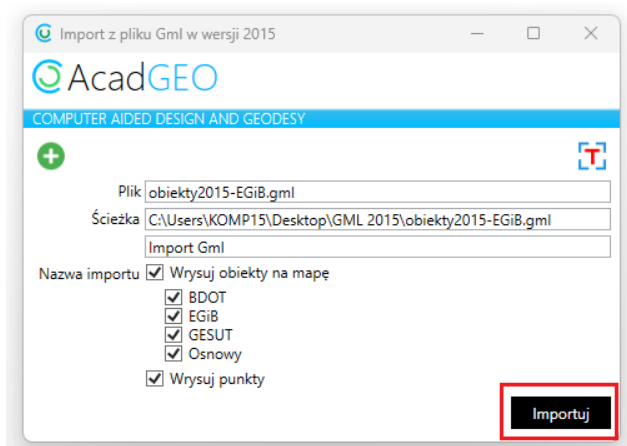 Import z pliku Gml w wersji 2015
AcadGEO
COMPUTER AIDED DESIGN AND GEODESY
T
Plik obiekty2015-EGiB.gml
Ścieżka C:\Users\KOMP15\Desktop\GML 2015\obiekty2015-EGiB.gml
Import Gml
Nazwa importu Wrysuj obiekty na mapę
BDOT
EGiB
GESUT
Osnowy
Wrysuj punkty
Importuj